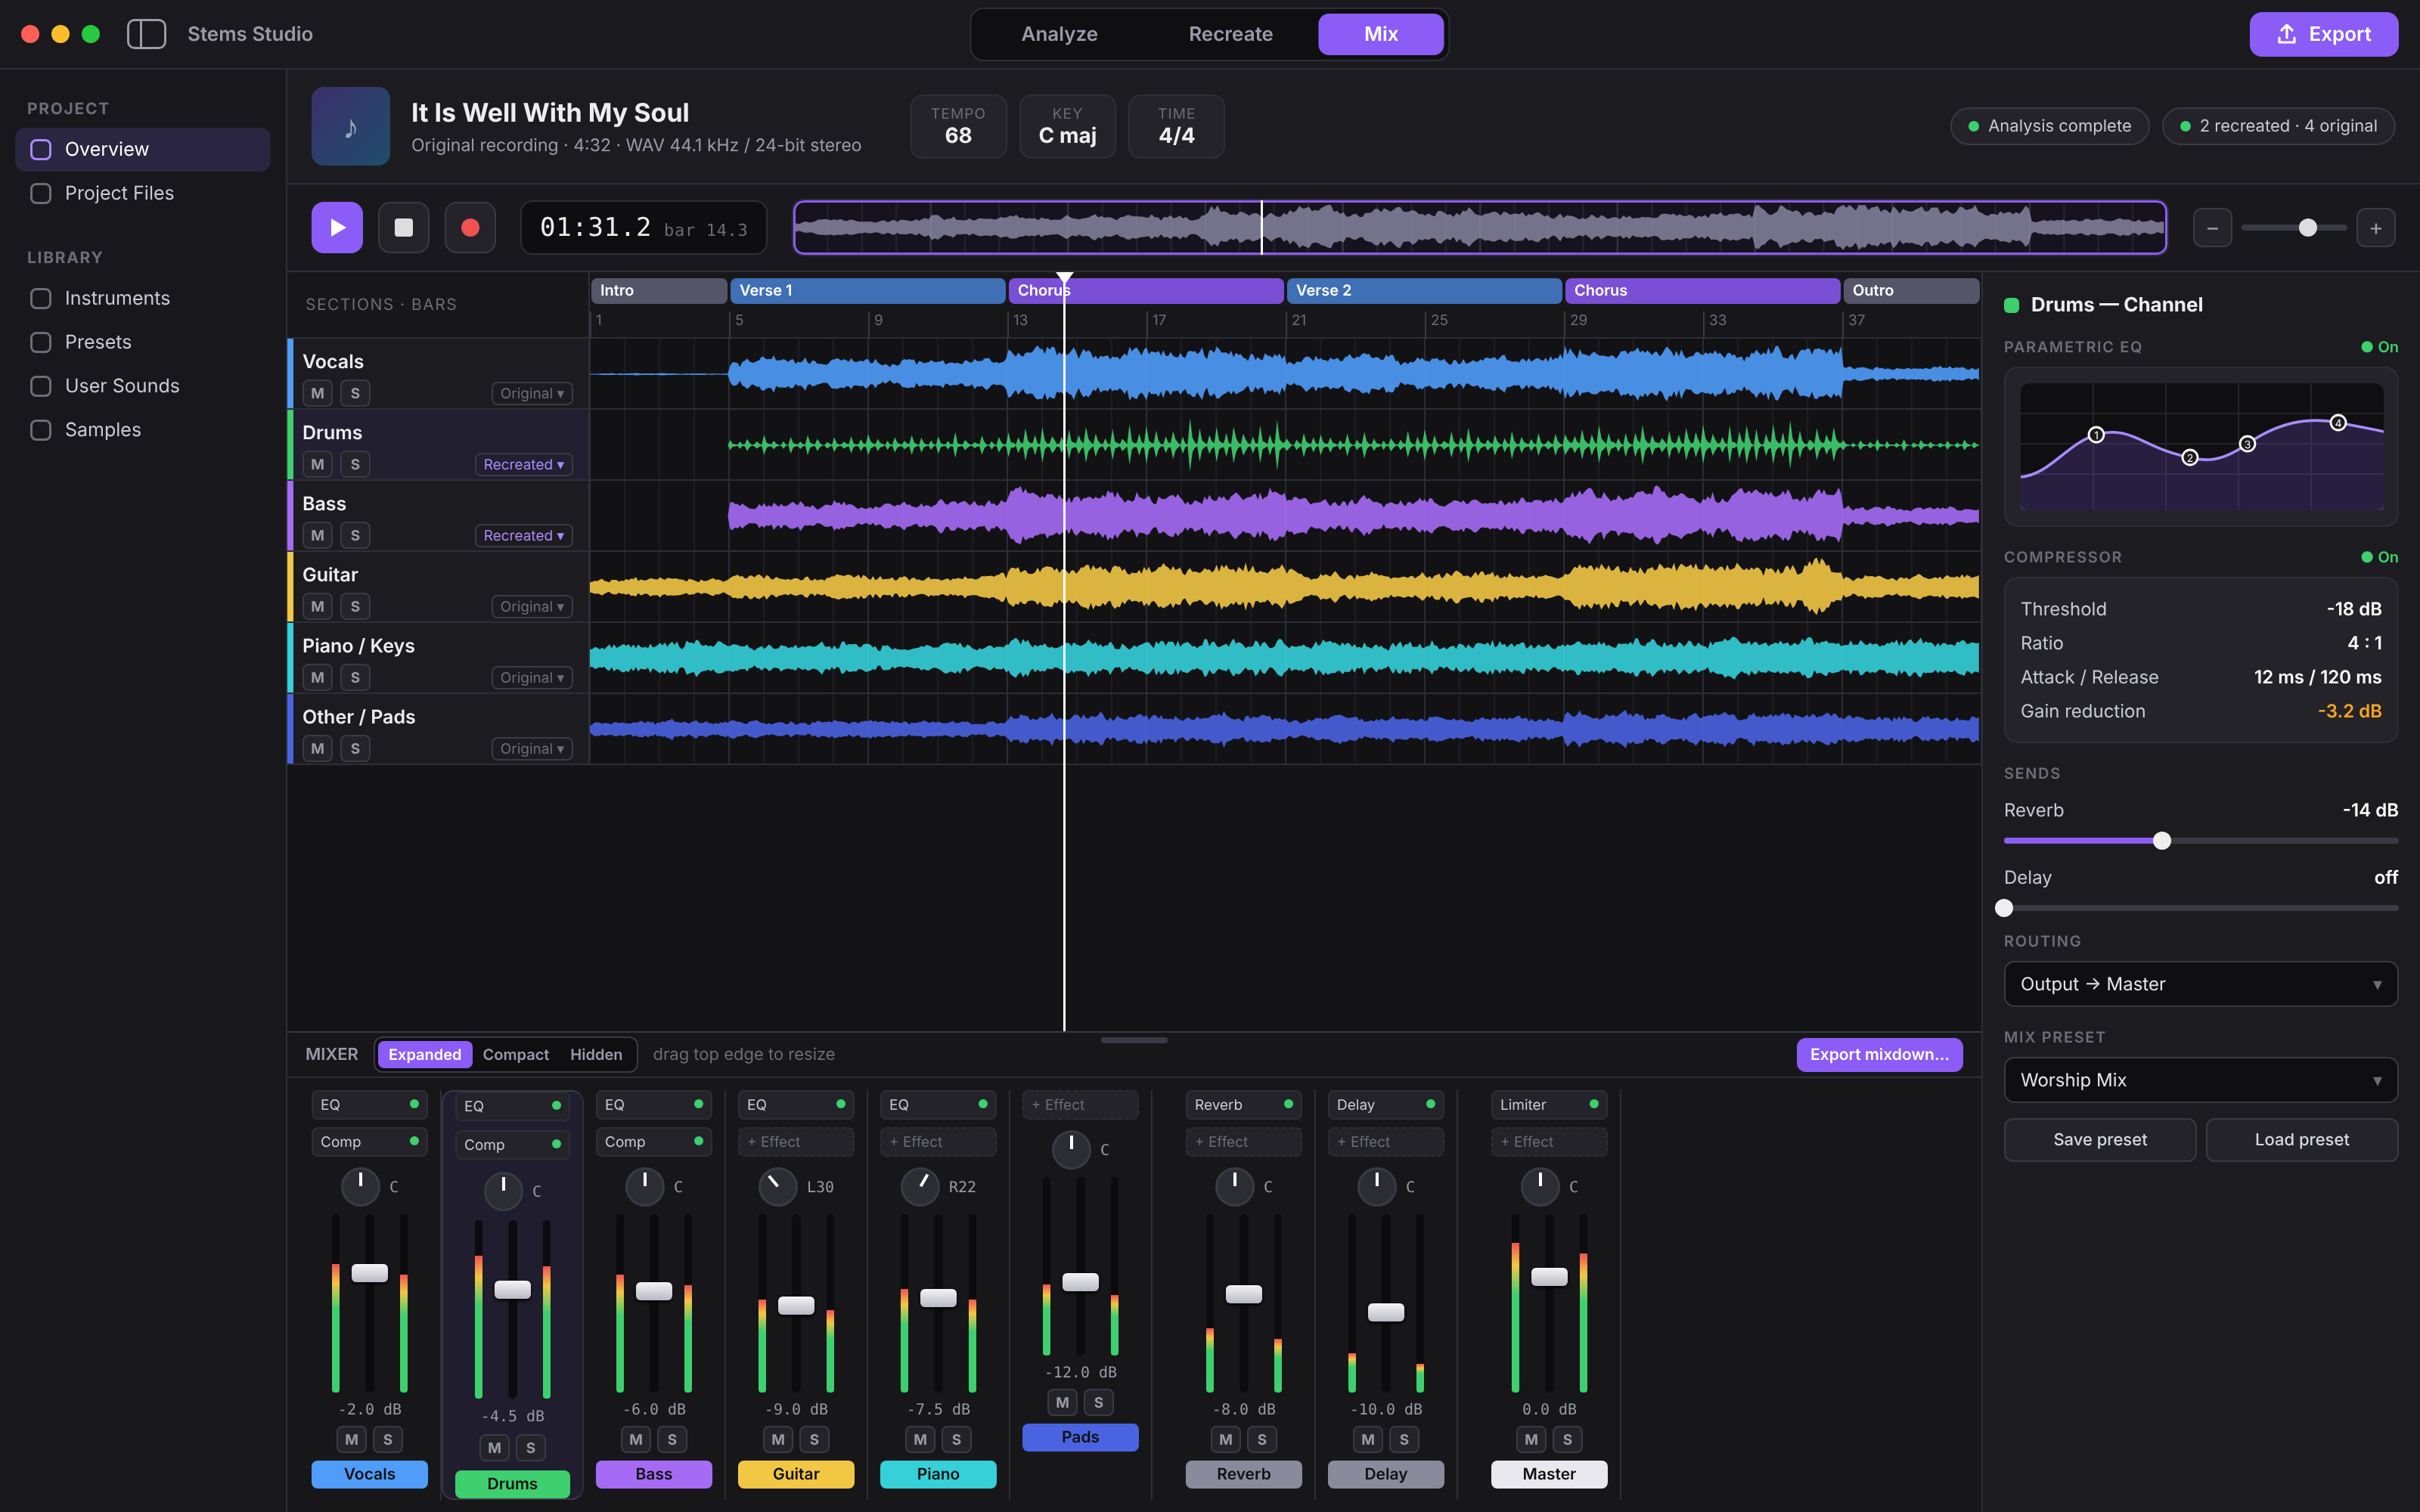 Stems Studio
Analyze Recreate Mix
Export
PROJECT
Overview
Project Files
LIBRARY
Instruments
Presets
User Sounds
Samples
It Is Well With My Soul
Original recording · 4:32 · WAV 44.1 kHz / 24-bit stereo
TEMPO
68
KEY
C maj
TIME
4/4
Analysis complete
2 recreated · 4 original
01:31.2 bar 14.3
SECTIONS · BARS
Intro Verse 1 Chorus Verse 2 Chorus Outro
1 5 9 13 17 21 25 29 33 37
Vocals
M S Original ▾
Drums
M S Recreated ▾
Bass
M S Recreated ▾
Guitar
M S Original ▾
Piano / Keys
M S Original ▾
Other / Pads
M S Original ▾
MIXER Expanded Compact Hidden drag top edge to resize Export mixdown...
EQ
Comp
C
-2.0 dB
M S
Vocals
EQ
Comp
C
-4.5 dB
M S
Drums
EQ
Comp
C
-6.0 dB
M S
Bass
EQ
+ Effect
L30
-9.0 dB
M S
Guitar
EQ
+ Effect
R22
-7.5 dB
M S
Piano
+ Effect
C
-12.0 dB
M S
Pads
Reverb
+ Effect
C
-8.0 dB
M S
Reverb
Delay
+ Effect
C
-10.0 dB
M S
Delay
Limiter
+ Effect
C
0.0 dB
M S
Master
Drums — Channel
PARAMETRIC EQ On
1 2 3 4
COMPRESSOR On
Threshold -18 dB
Ratio 4 : 1
Attack / Release 12 ms / 120 ms
Gain reduction -3.2 dB
SENDS
Reverb -14 dB
Delay off
ROUTING
Output → Master ▾
MIX PRESET
Worship Mix ▾
Save preset Load preset